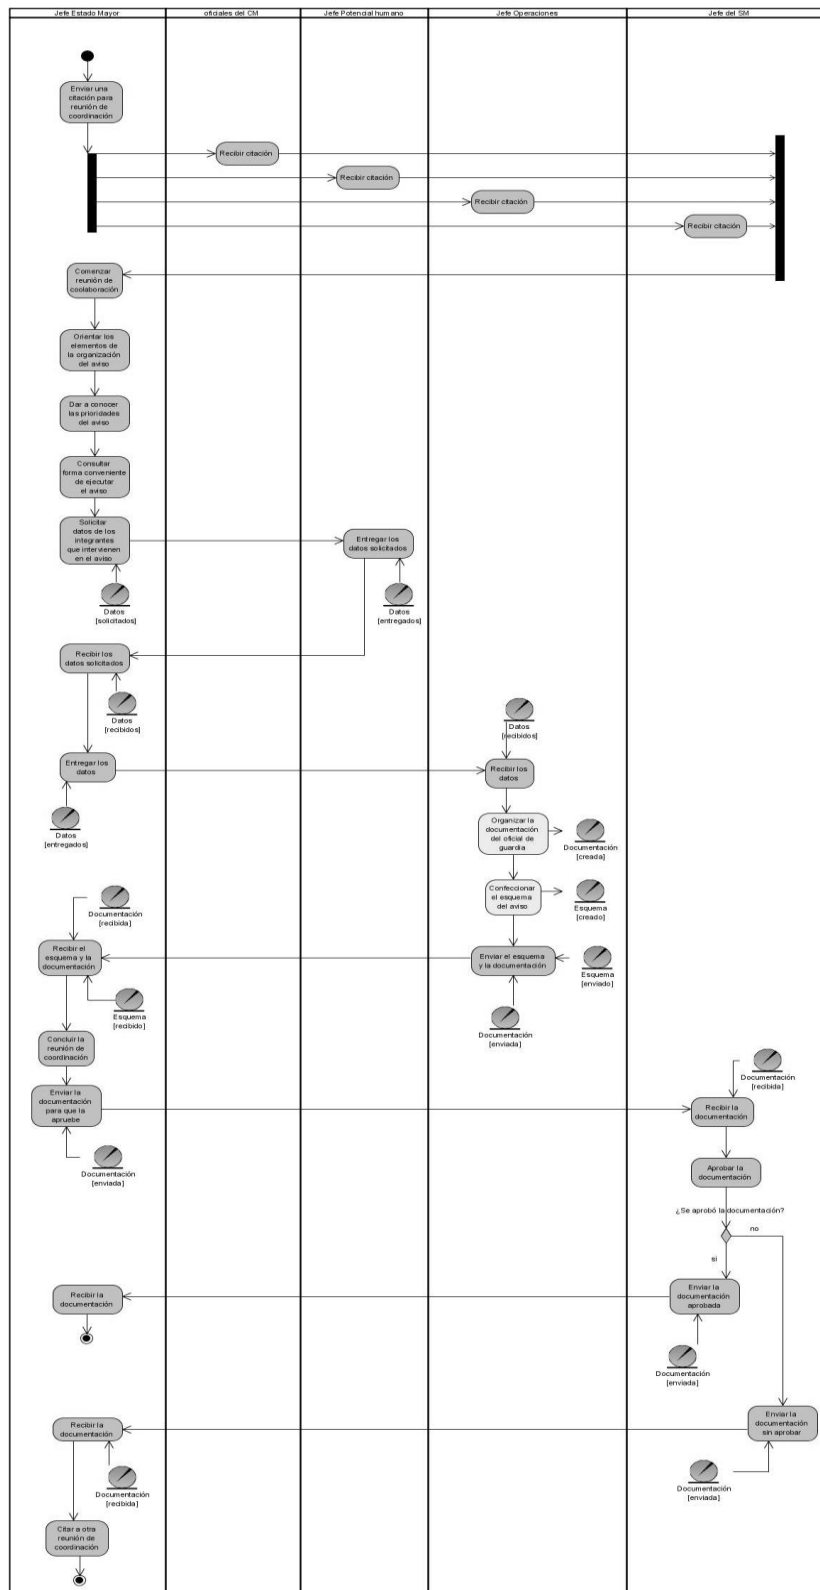 Jefe Estado Mayor
oficiales del CM
Jefe Potencial humano
Jefe Operaciones
Jefe del SM
Enviar una
citación para
reunión de
coordinación
Recibir citación
Recibir citación
Recibir citación
Recibir citación
Comenzar
reunión de
coolaboración
Orientar los
elementos de
la organización
del aviso
Dar a conocer
las prioridades
del aviso
Consultar
forma conveniente
de ejecutar
el aviso
Solicitar
datos de los
integrantes
que intervienen
en el aviso
Entregar los
datos solicitados
Datos
[solicitados]
Datos
[entregados]
Recibir los
datos solicitados
Datos
[recibidos]
Datos
[recibidos]
Entregar los
datos
Recibir los
datos
Datos
[entregados]
Organizar la
documentación
del oficial de
guardia
Documentación
[creada]
Confeccionar
el esquema
del aviso
Esquema
[creado]
Documentación
[recibida]
Recibir el
esquema y la
documentación
Enviar el esquema
y la documentación
Esquema
[enviado]
Esquema
[recibido]
Documentación
[enviada]
Concluir la
reunión de
coordinación
Enviar la
documentación
para que la
apruebe
Documentación
[recibida]
Recibir la
documentación
Documentación
[enviada]
Aprobar la
documentación
¿Se aprobó la documentación?
no
si
Enviar la
documentación
aprobada
Recibir la
documentación
Documentación
[enviada]
Enviar la
documentación
sin aprobar
Recibir la
documentación
Documentación
[recibida]
Documentación
[enviada]
Citar a otra
reunión de
coordinación